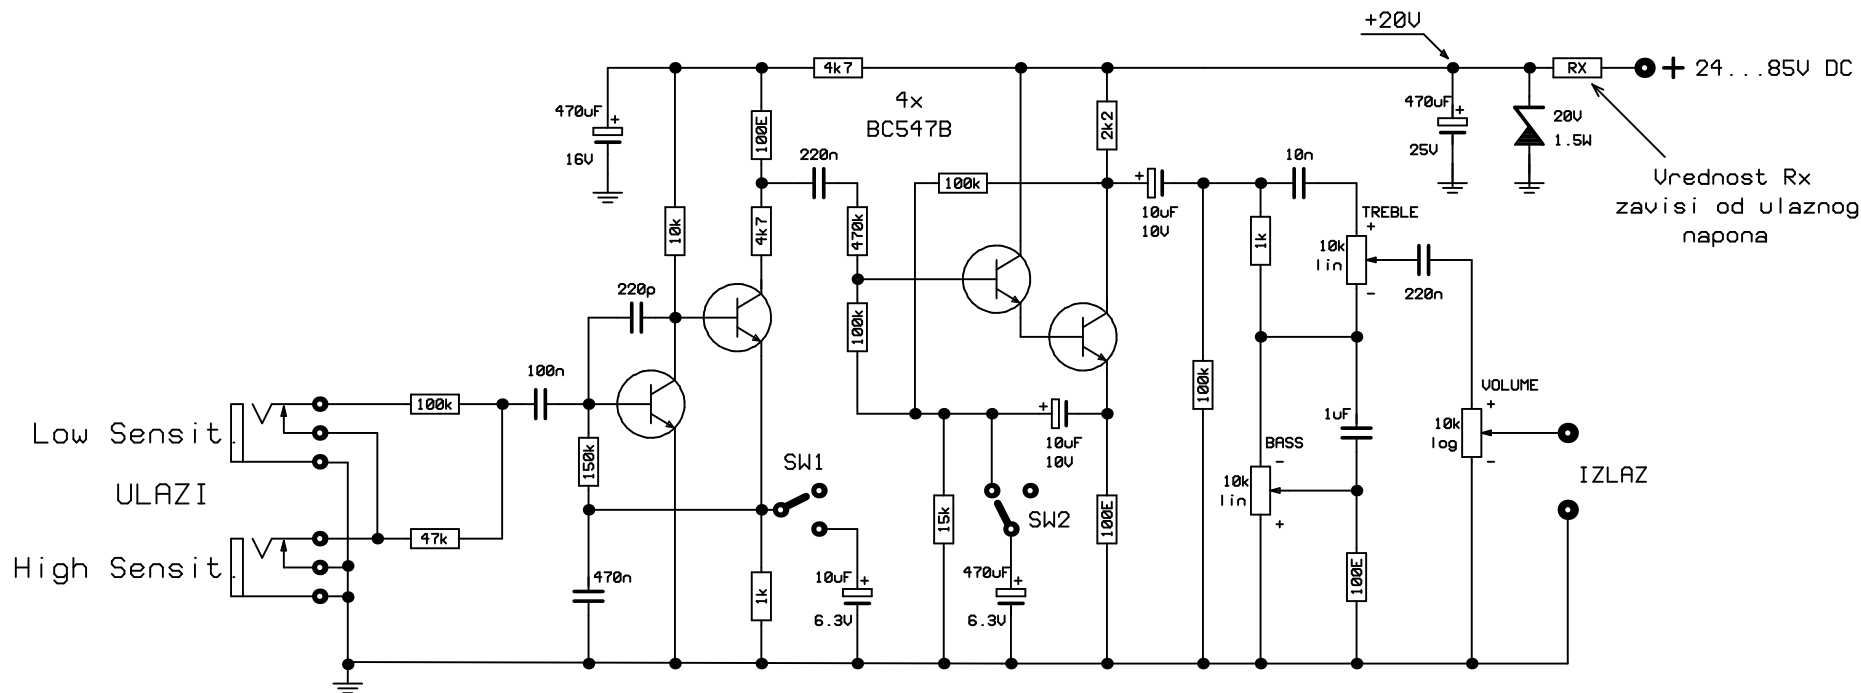 +20V
+ 24...85V DC
RX
4k7
470uF
+
16V
4x
BC547B
100E
2k2
470uF
+
25V
20V
1.5W
Vrednost Rx
zavisi od ulaznog
napona
220n
100k
+
10uF
10V
10n
10k
4k7
470k
1k
TREBLE
+
10k
lin
-
220n
220p
100k
100n
100k
VOLUME
+
10k
log
-
Low Sensit.
100k
150k
SW1
+
10uF
10V
1uF
BASS
-
10k
lin
+
IZLAZ
ULAZI
47k
15k
SW2
100E
High Sensit.
470n
1k
10uF
+
6.3V
470uF
+
6.3V
100E